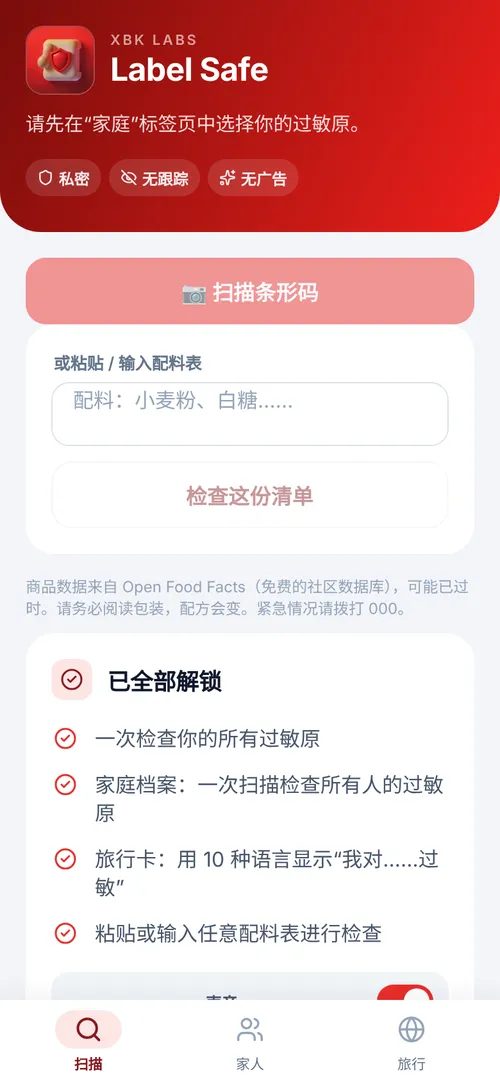 XBK LABS
Label Safe
请先在“家庭”标签页中选择你的过敏原。
私密
无跟踪
无广告
扫描条形码
或粘贴 / 输入配料表
配料：小麦粉、白糖……
检查这份清单
商品数据来自 Open Food Facts（免费的社区数据库），可能已过
时。请务必阅读包装，配方会变。紧急情况请拨打 000。
已全部解锁
一次检查你的所有过敏原
家庭档案：一次扫描检查所有人的过敏
原
旅行卡：用 10 种语言显示“我对……过
敏”
粘贴或输入任意配料表进行检查
扫描
家人
旅行